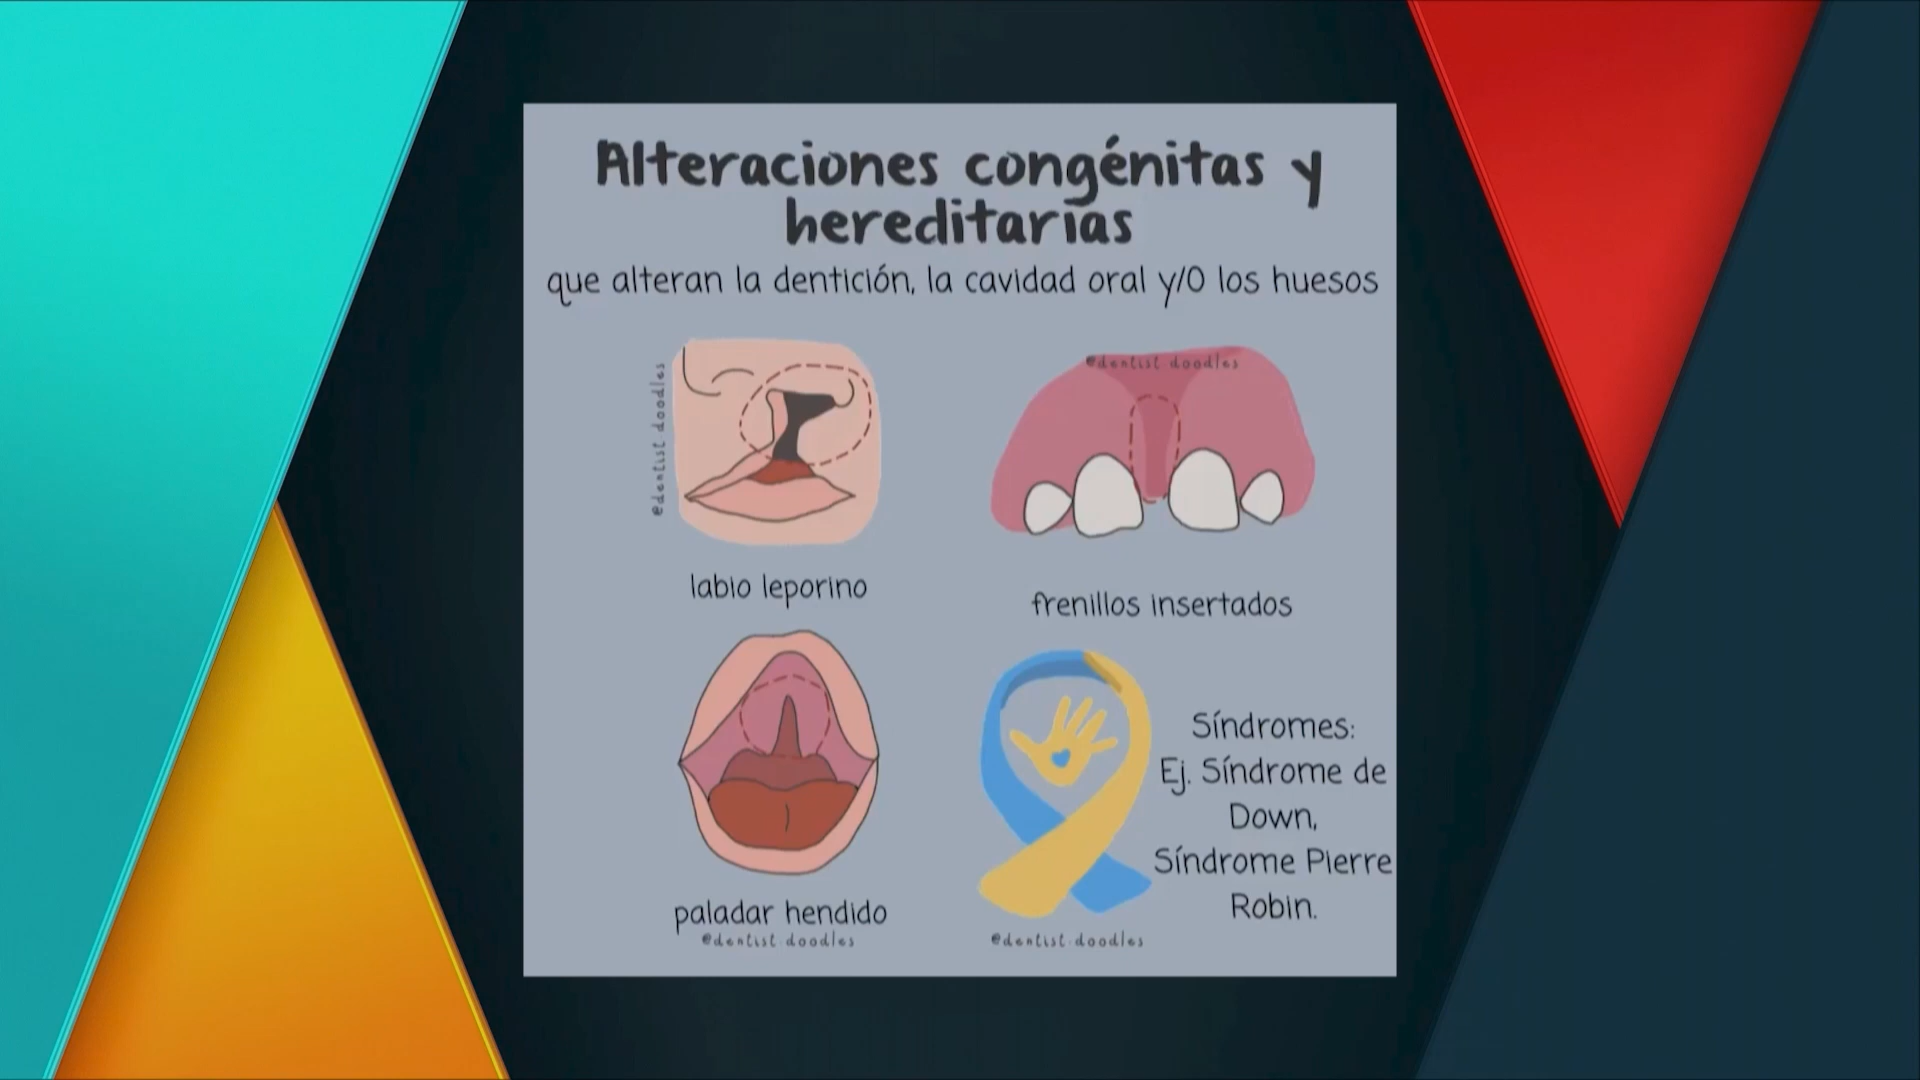 Alteraciones congénitas y
hereditarias
que alteran la dentición, la cavidad oral y/O los huesos
@dentist.doodles
@dentist.doodles
labio leporino
frenillos insertados
Síndromes:
Ej. Síndrome de
Down,
Síndrome Pierre
Robin.
paladar hendido
@dentist.doodles
@dentist.doodles